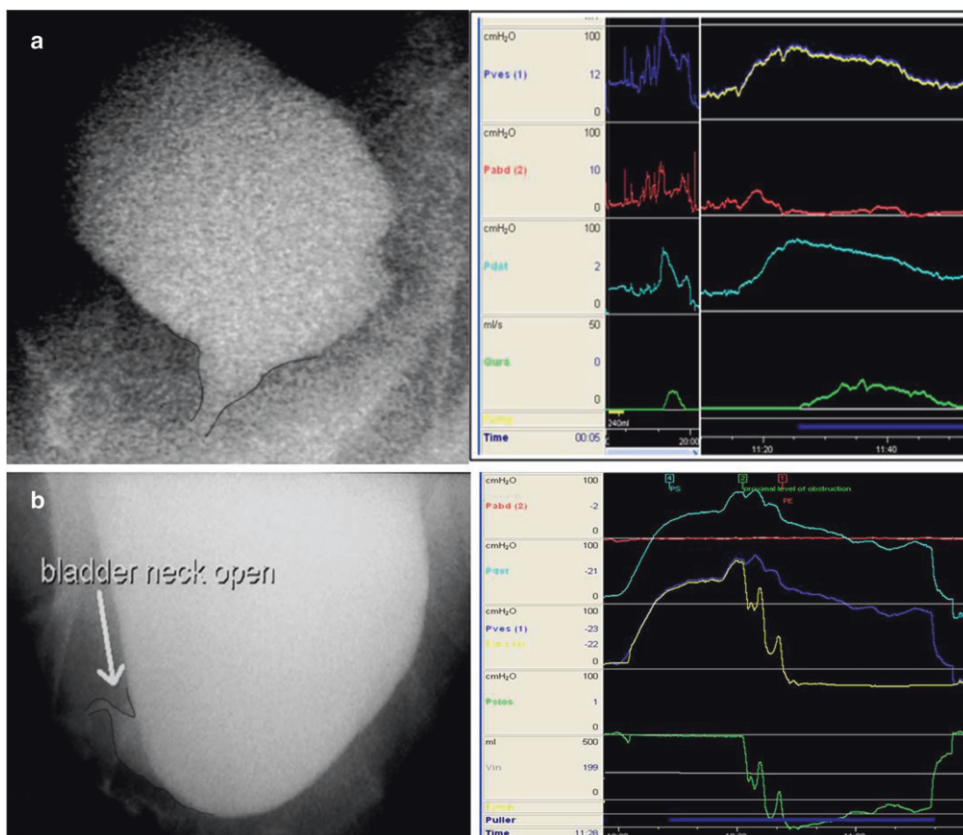 a
cmH2O 100
Pves (1) 12
0
cmH2O 100
Pabd (2) 10
0
cmH2O 100
Pdet 2
0
ml/s 50
0
0
240ml
Time 00:05 20:00 11:20 11:40
b
bladder neck open
cmH2O 100
Pabd (2) -2
0
cmH2O 100
Pdet -21
0
cmH2O 100
Pves (1) -23
-22
0
cmH2O 100
1
0
ml 500
Vin 199
0
Puller
Time 11:28
4 2 1
PS proximal level of obstruction
PE